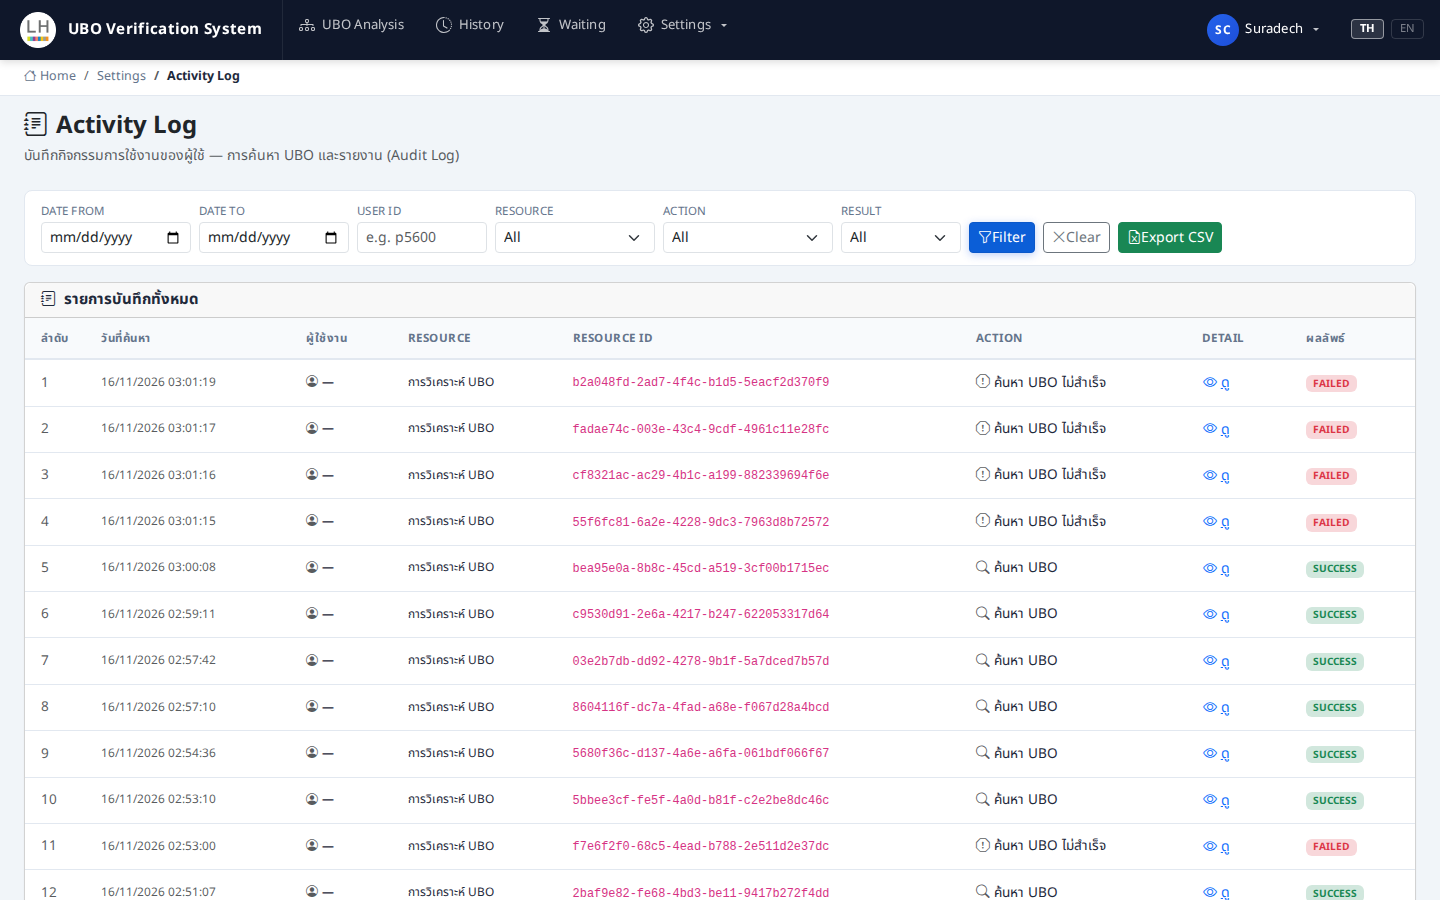 LH UBO Verification System UBO Analysis History Waiting Settings SC Suradech TH EN
Home / Settings / Activity Log
Activity Log
บันทึกกิจกรรมการใช้งานของผู้ใช้ — การค้นหา UBO และรายงาน (Audit Log)
DATE FROM DATE TO USER ID RESOURCE ACTION RESULT
mm/dd/yyyy mm/dd/yyyy e.g. p5600 All All All Filter Clear Export CSV
รายการบันทึกทั้งหมด
ลำดับ วันที่ค้นหา ผู้ใช้งาน RESOURCE RESOURCE ID ACTION DETAIL ผลลัพธ์
1 16/11/2026 03:01:19 — การวิเคราะห์ UBO b2a048fd-2ad7-4f4c-b1d5-5eacf2d370f9 ค้นหา UBO ไม่สำเร็จ ดู FAILED
2 16/11/2026 03:01:17 — การวิเคราะห์ UBO fadae74c-003e-43c4-9cdf-4961c11e28fc ค้นหา UBO ไม่สำเร็จ ดู FAILED
3 16/11/2026 03:01:16 — การวิเคราะห์ UBO cf8321ac-ac29-4b1c-a199-882339694f6e ค้นหา UBO ไม่สำเร็จ ดู FAILED
4 16/11/2026 03:01:15 — การวิเคราะห์ UBO 55f6fc81-6a2e-4228-9dc3-7963d8b72572 ค้นหา UBO ไม่สำเร็จ ดู FAILED
5 16/11/2026 03:00:08 — การวิเคราะห์ UBO bea95e0a-8b8c-45cd-a519-3cf00b1715ec ค้นหา UBO ดู SUCCESS
6 16/11/2026 02:59:11 — การวิเคราะห์ UBO c9530d91-2e6a-4217-b247-622053317d64 ค้นหา UBO ดู SUCCESS
7 16/11/2026 02:57:42 — การวิเคราะห์ UBO 03e2b7db-dd92-4278-9b1f-5a7dced7b57d ค้นหา UBO ดู SUCCESS
8 16/11/2026 02:57:10 — การวิเคราะห์ UBO 8604116f-dc7a-4fad-a68e-f067d28a4bcd ค้นหา UBO ดู SUCCESS
9 16/11/2026 02:54:36 — การวิเคราะห์ UBO 5680f36c-d137-4a6e-a6fa-061bdf066f67 ค้นหา UBO ดู SUCCESS
10 16/11/2026 02:53:10 — การวิเคราะห์ UBO 5bbee3cf-fe5f-4a0d-b81f-c2e2be8dc46c ค้นหา UBO ดู SUCCESS
11 16/11/2026 02:53:00 — การวิเคราะห์ UBO f7e6f2f0-68c5-4ead-b788-2e511d2e37dc ค้นหา UBO ไม่สำเร็จ ดู FAILED
12 16/11/2026 02:51:07 — การวิเคราะห์ UBO 2baf9e82-fe68-4bd3-be11-9417b272f4dd ค้นหา UBO ดู SUCCESS